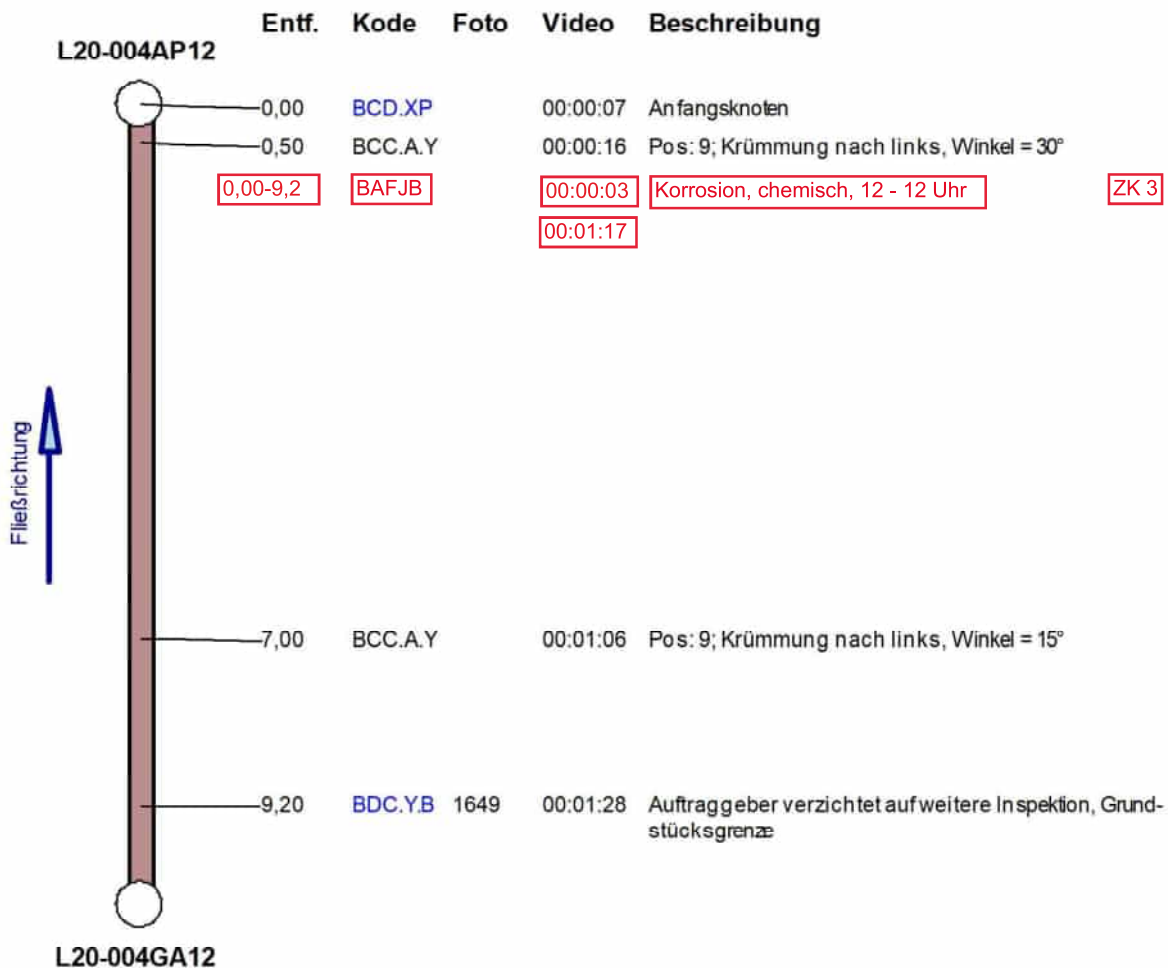 Entf. Kode Foto Video Beschreibung
L20-004AP12
0,00 BCD.XP 00:00:07 Anfangsknoten
0,50 BCC.A.Y 00:00:16 Pos: 9; Krümmung nach links, Winkel = 30°
0,00-9,2 BAFJB 00:00:03 Korrosion, chemisch, 12 - 12 Uhr ZK 3
00:01:17
Fließrichtung
7,00 BCC.A.Y 00:01:06 Pos: 9; Krümmung nach links, Winkel = 15°
9,20 BDC.Y.B 1649 00:01:28 Auftraggeber verzichtet auf weitere Inspektion, Grund-
stücksgrenze
L20-004GA12